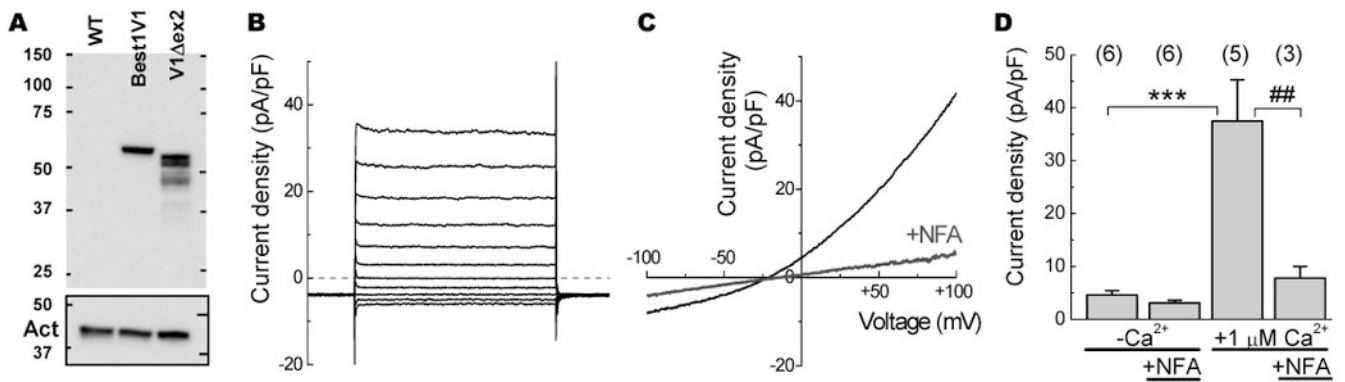 A
WT
Best1V1
V1Δex2
150
100
75
50
37
25
50
Act
37
B
Current density (pA/pF)
40
20
0
-20
C
Current density
(pA/pF)
40
20
+NFA
-100
-50
0
+50
+100
Voltage (mV)
-20
D
Current density (pA/pF)
50
40
30
20
10
0
(6)
(6)
(5)
(3)
***
##
-Ca²⁺
+1 µM Ca²⁺
+NFA
+NFA